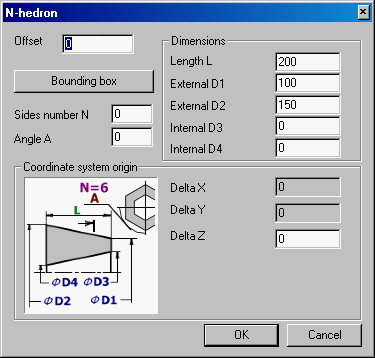 N-hedron
Offset
0
Bounding box
Sides number N
0
Angle A
0
Dimensions
Length L
200
External D1
100
External D2
150
Internal D3
0
Internal D4
0
Coordinate system origin
N=6
A
L
ΦD4
ΦD3
ΦD2
ΦD1
Delta X
0
Delta Y
0
Delta Z
0
OK
Cancel